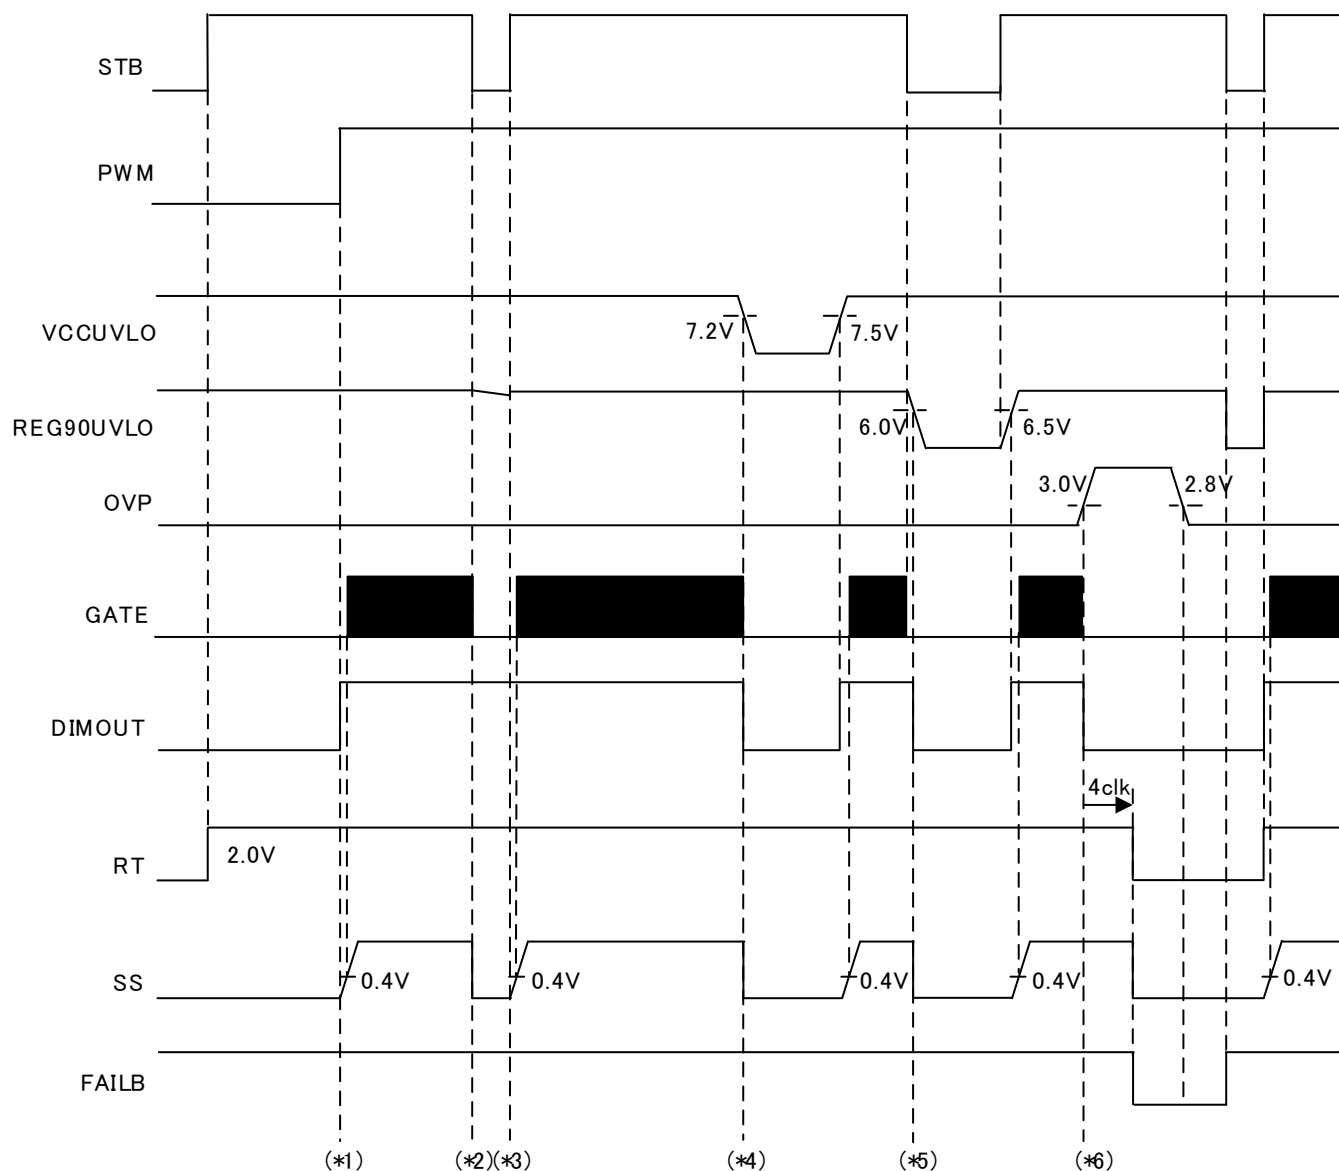 STB
PWM
VCCUVLO
7.2V
7.5V
REG90UVLO
6.0V
6.5V
OVP
3.0V
2.8V
GATE
DIMOUT
4clk
RT
2.0V
SS
0.4V
0.4V
0.4V
0.4V
0.4V
FAILB
(*1)
(*2)
(*3)
(*4)
(*5)
(*6)